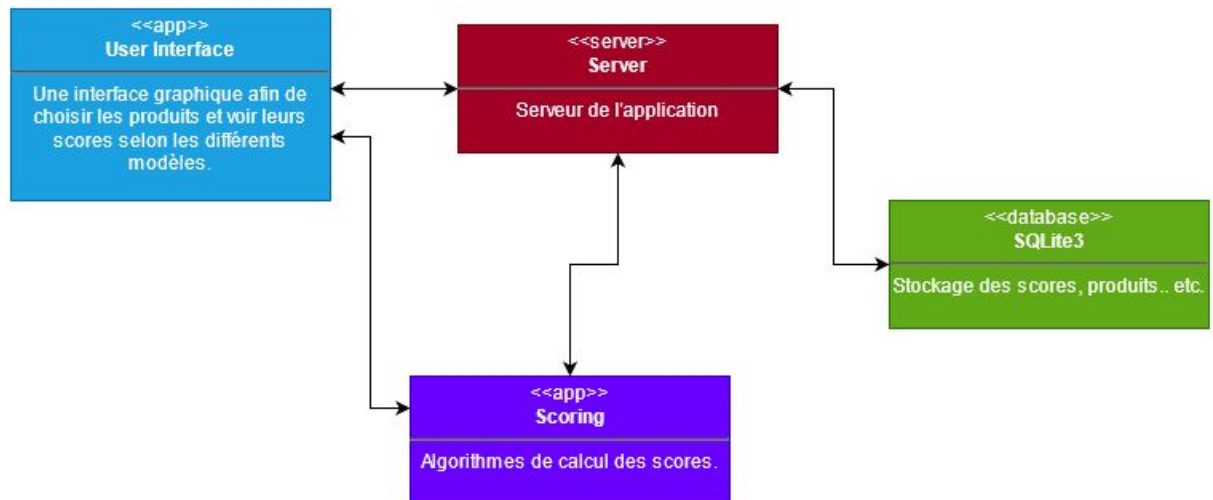 <<app>>
User Interface
Une interface graphique afin de
choisir les produits et voir leurs
scores selon les différents
modèles.
<<server>>
Server
Serveur de l'application
<<database>>
SQLite3
Stockage des scores, produits.. etc.
<<app>>
Scoring
Algorithmes de calcul des scores.